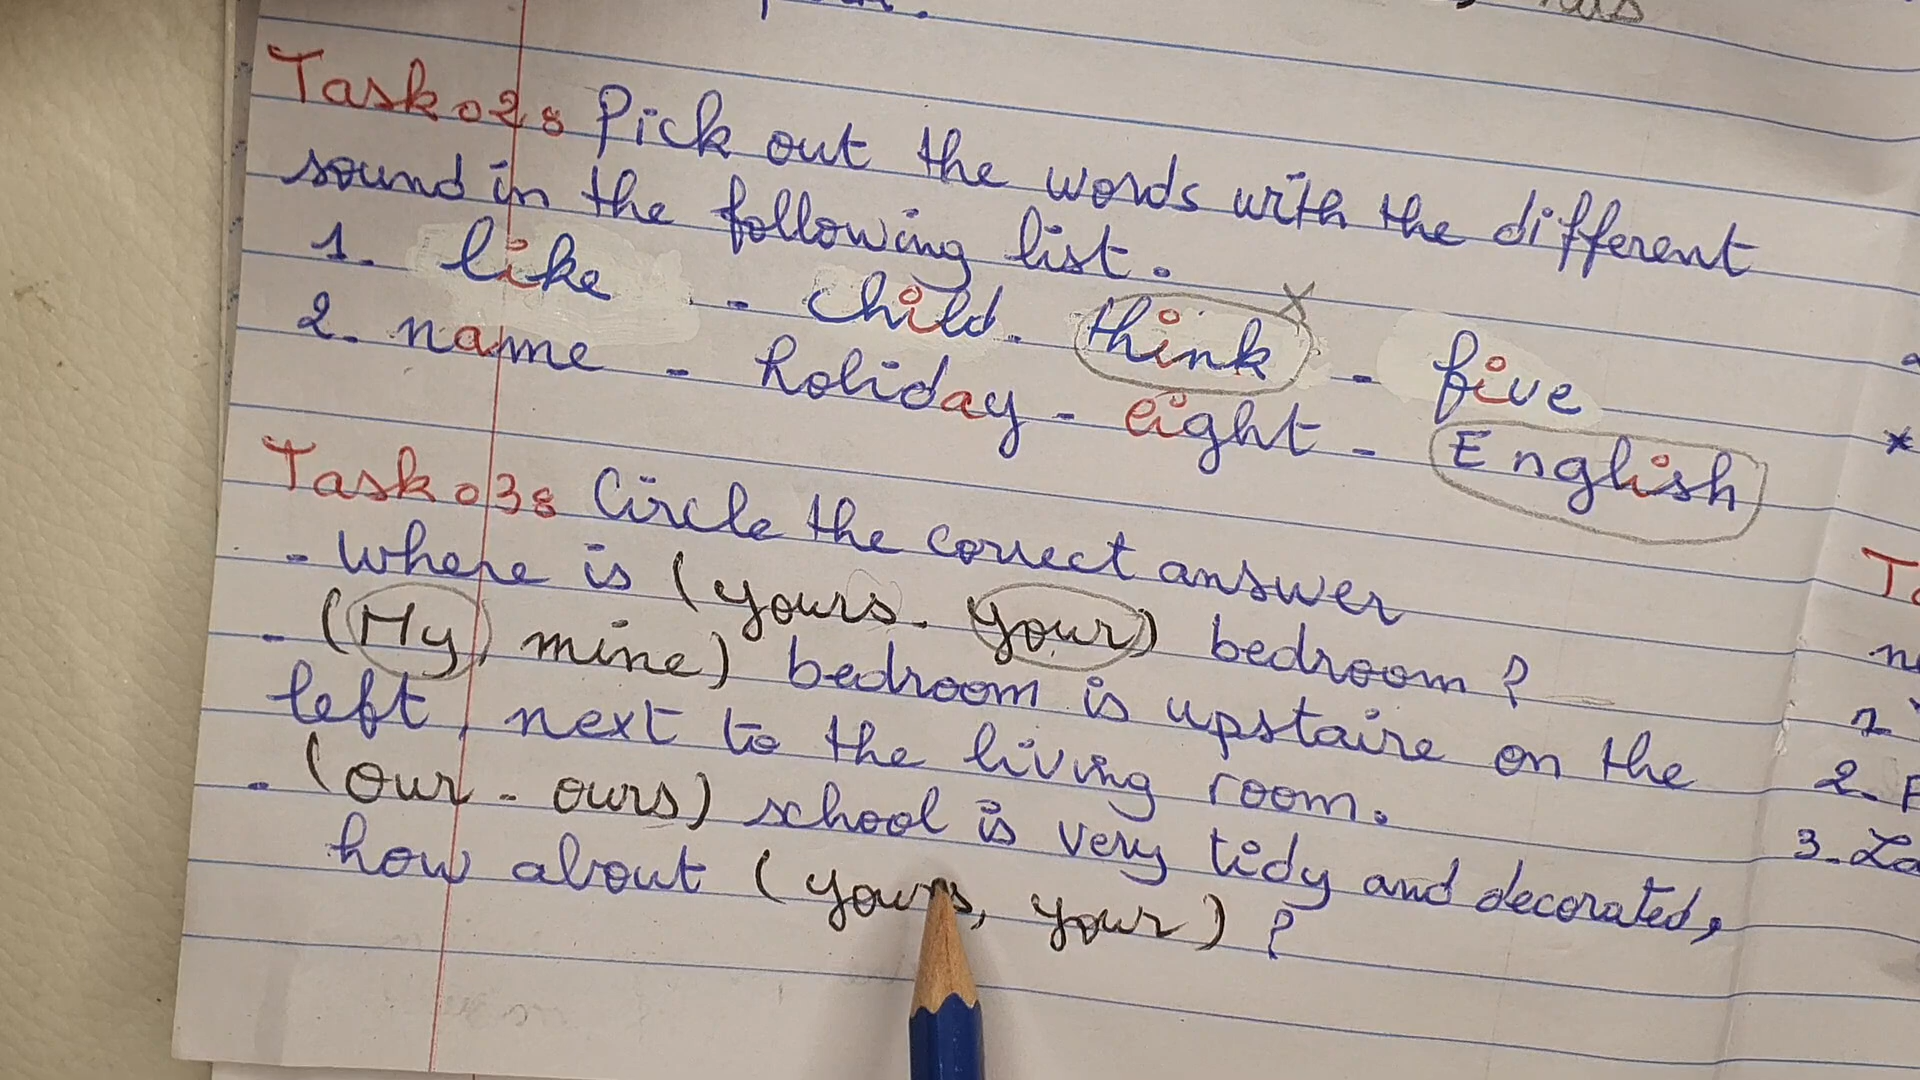 Task 02: Pick out the words with the different
sound in the following list.
1. like - child. think - five
2. name - holiday - eight - English
Task 03: Circle the correct answer
- Where is (yours - your) bedroom?
- (My, mine) bedroom is upstaire on the
left, next to the living room.
- (our - ours) school is very tidy and decorated,
how about (yours, your)?
2.
3. La